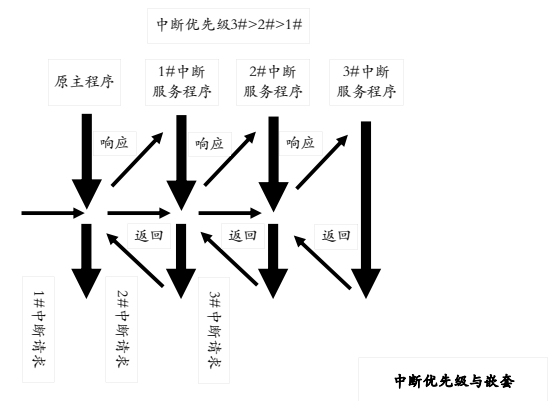 中断优先级3#>2#>1#
原主程序
1#中断
服务程序
2#中断
服务程序
3#中断
服务程序
响应
响应
响应
返回
返回
返回
1#中断请求
2#中断请求
3#中断请求
中断优先级与嵌套